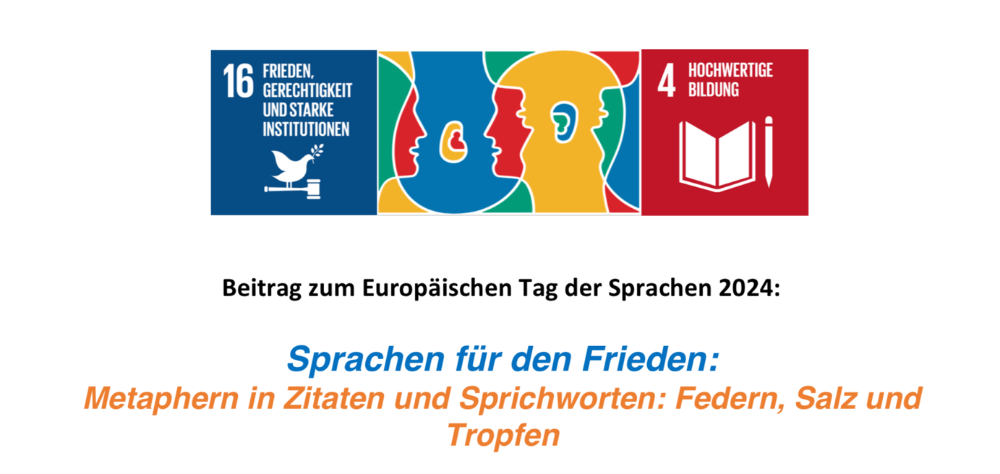 16 FRIEDEN,
GERECHTIGKEIT
UND STARKE
INSTITUTIONEN
4 HOCHWERTIGE
BILDUNG
Beitrag zum Europäischen Tag der Sprachen 2024:
Sprachen für den Frieden:
Metaphern in Zitaten und Sprichworten: Federn, Salz und
Tropfen